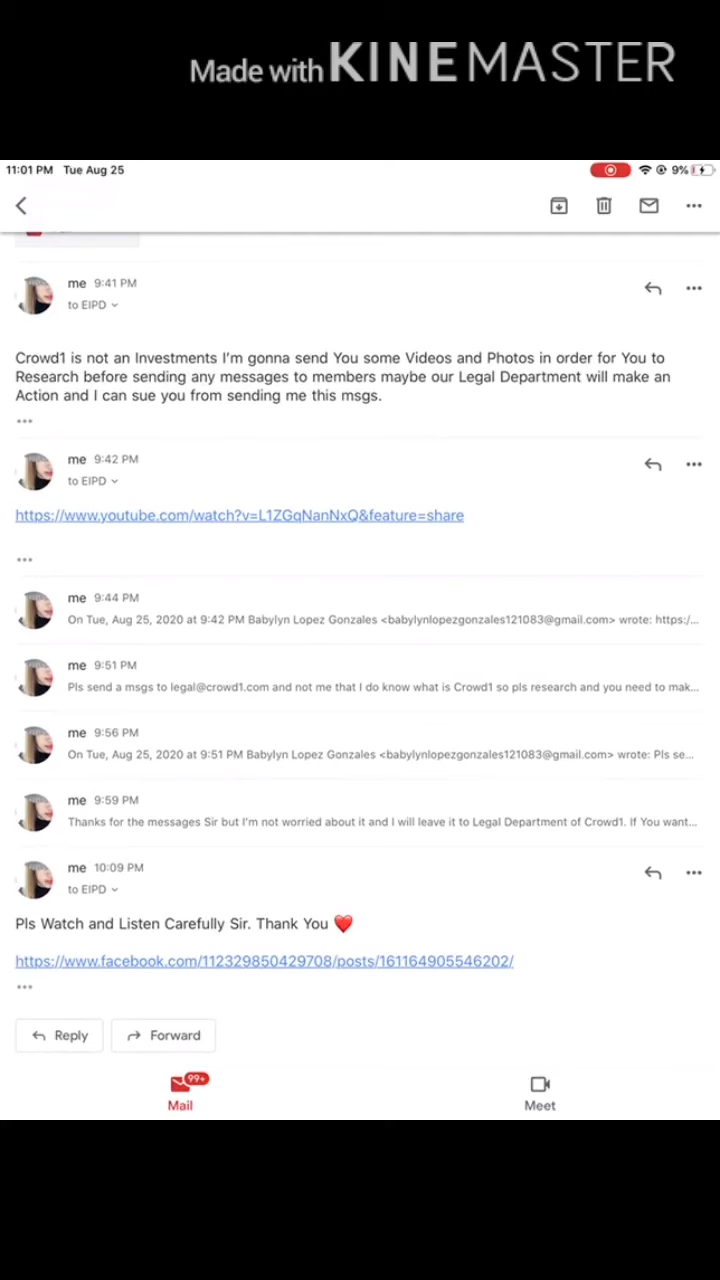 Made with KINEMASTER
11:01 PM Tue Aug 25
9%
me 9:41 PM
to EIPD
Crowd1 is not an Investments I'm gonna send You some Videos and Photos in order for You to
Research before sending any messages to members maybe our Legal Department will make an
Action and I can sue you from sending me this msgs.
me 9:42 PM
to EIPD
https://www.youtube.com/watch?v=L1ZGqNanNxQ&feature=share
me 9:44 PM
On Tue, Aug 25, 2020 at 9:42 PM Babylyn Lopez Gonzales <babylynlopezgonzales121083@gmail.com> wrote: https:/...
me 9:51 PM
Pls send a msgs to legal@crowd1.com and not me that I do know what is Crowd1 so pls research and you need to mak...
me 9:56 PM
On Tue, Aug 25, 2020 at 9:51 PM Babylyn Lopez Gonzales <babylynlopezgonzales121083@gmail.com> wrote: Pls se...
me 9:59 PM
Thanks for the messages Sir but I'm not worried about it and I will leave it to Legal Department of Crowd1. If You want...
me 10:09 PM
to EIPD
Pls Watch and Listen Carefully Sir. Thank You ❤️
https://www.facebook.com/112329850429708/posts/161164905546202/
Reply Forward
99+
Mail Meet